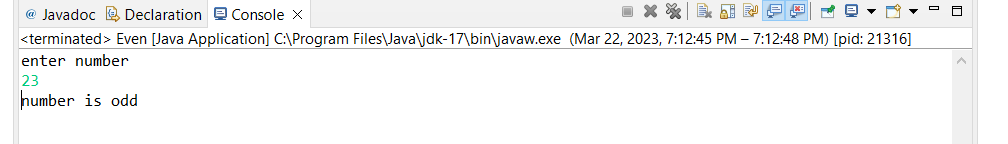 @ Javadoc Declaration Console
<terminated> Even [Java Application] C:\Program Files\Java\jdk-17\bin\javaw.exe (Mar 22, 2023, 7:12:45 PM – 7:12:48 PM) [pid: 21316]
enter number
23
number is odd